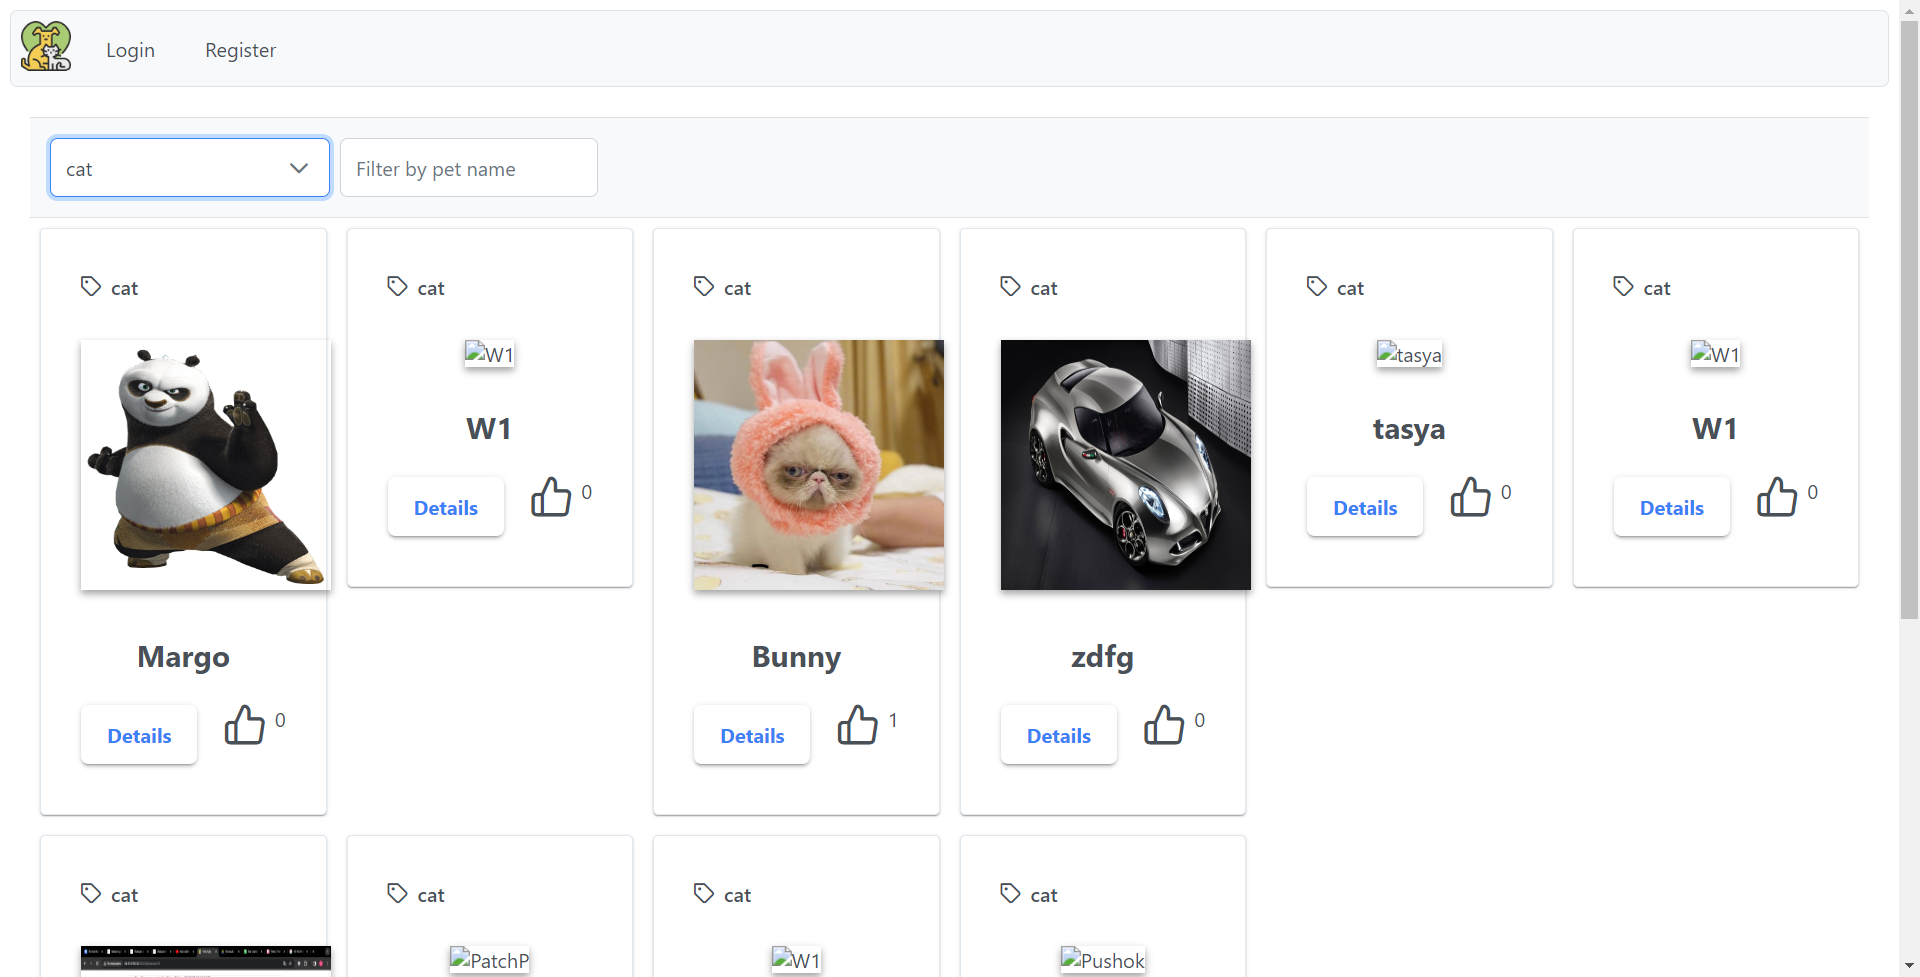 Login
Register
cat
Filter by pet name
cat
cat
cat
cat
cat
cat
W1
tasya
W1
W1
tasya
W1
Details
0
Details
0
Details
0
Margo
Bunny
zdfg
Details
0
Details
1
Details
0
cat
cat
cat
cat
PatchP
W1
Pushok